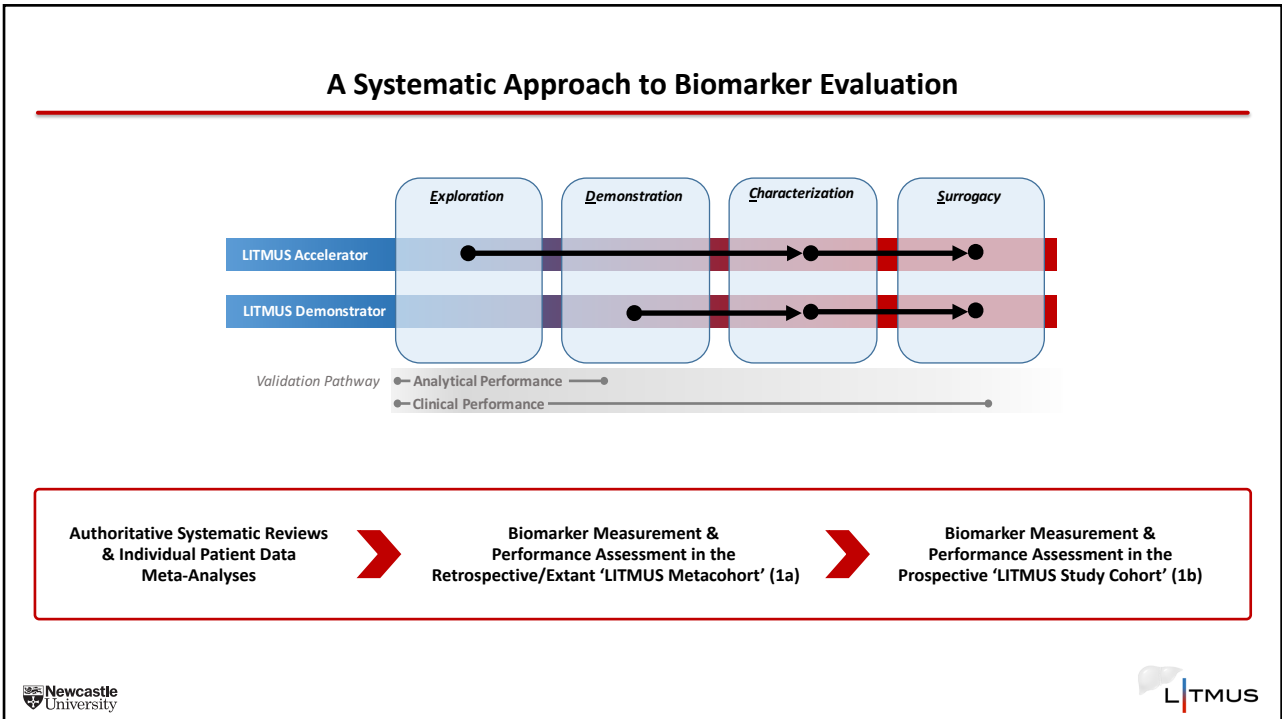 A Systematic Approach to Biomarker Evaluation
Exploration
Demonstration
Characterization
Surrogacy
LITMUS Accelerator
LITMUS Demonstrator
Validation Pathway
Analytical Performance
Clinical Performance
Authoritative Systematic Reviews
& Individual Patient Data
Meta-Analyses
Biomarker Measurement &
Performance Assessment in the
Retrospective/Extant ‘LITMUS Metacohort’ (1a)
Biomarker Measurement &
Performance Assessment in the
Prospective ‘LITMUS Study Cohort’ (1b)
Newcastle
University
LITMUS